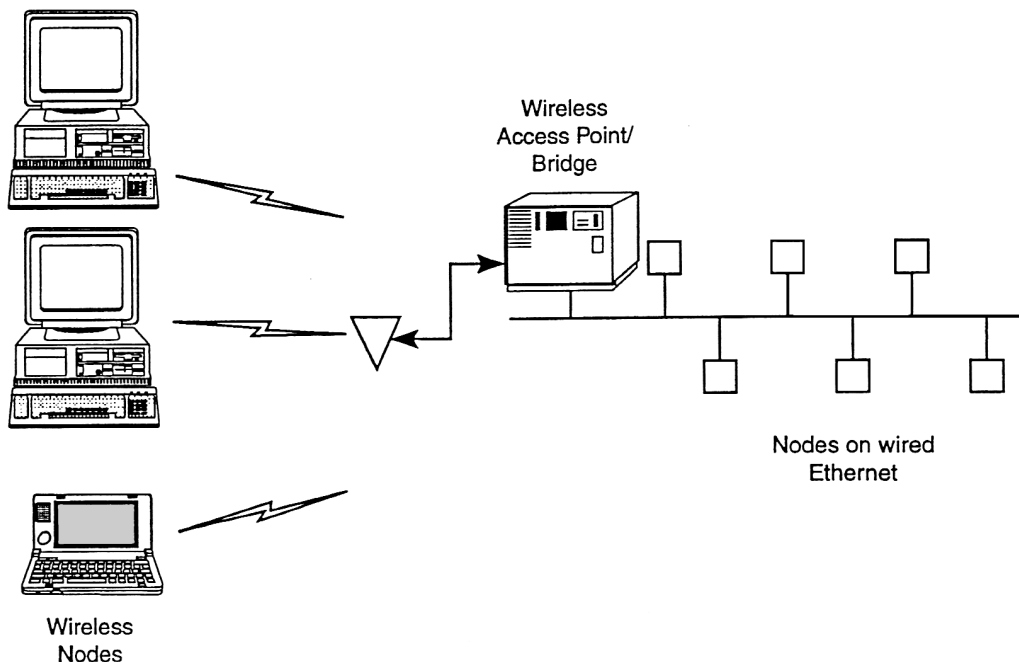 Wireless
Access Point/
Bridge
Nodes on wired
Ethernet
Wireless
Nodes